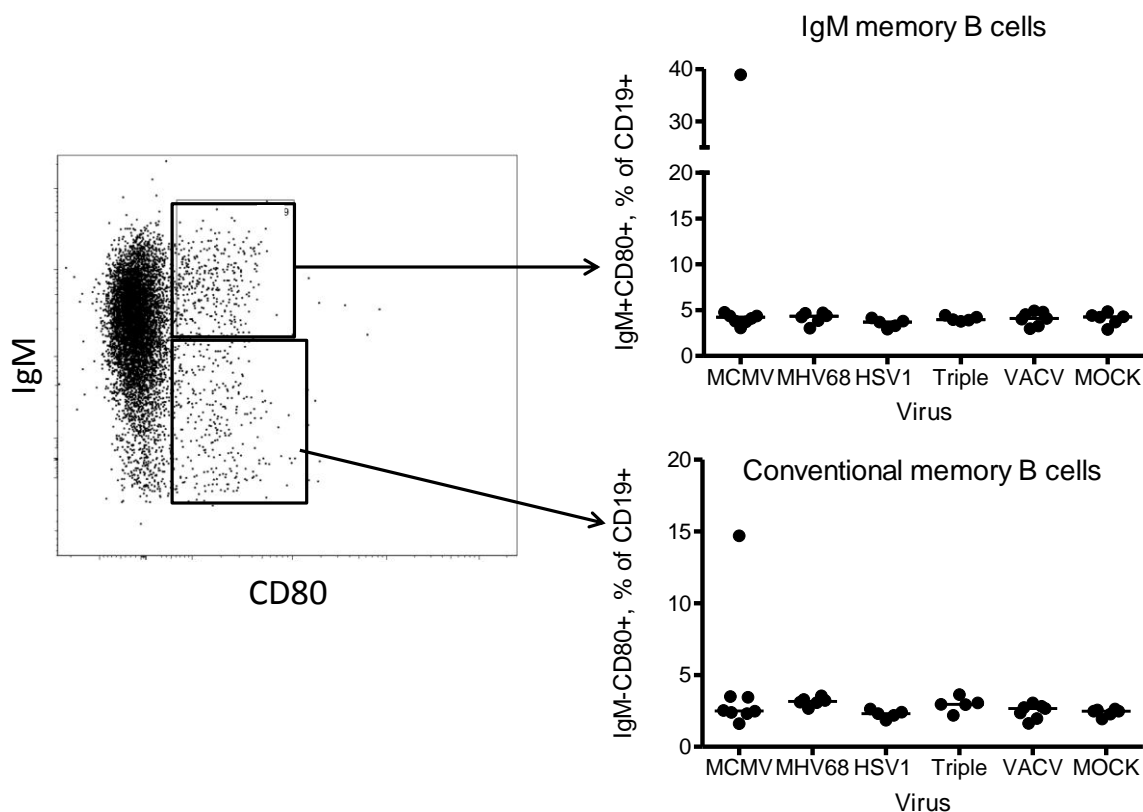 IgM memory B cells
IgM+CD80+, % of CD19+
40
30
20
15
10
5
0
MCMV MHV68 HSV1 Triple VACV MOCK
Virus
9
IgM
CD80
Conventional memory B cells
IgM-CD80+, % of CD19+
20
15
10
5
0
MCMV MHV68 HSV1 Triple VACV MOCK
Virus